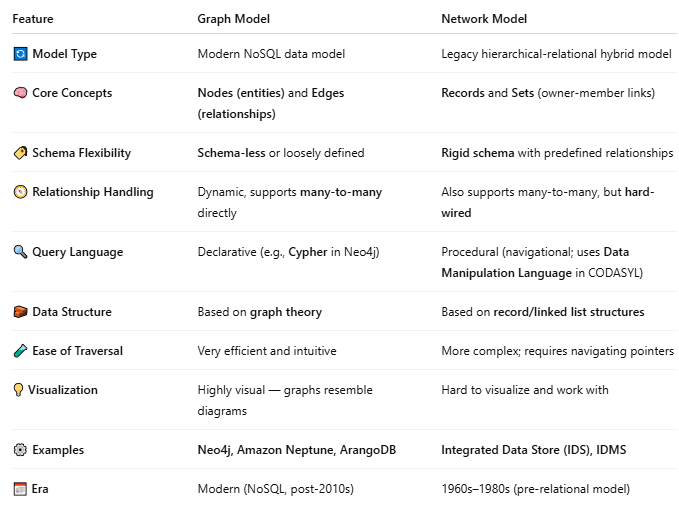 Feature Graph Model Network Model
Model Type Modern NoSQL data model Legacy hierarchical-relational hybrid model
Core Concepts Nodes (entities) and Edges Records and Sets (owner-member links)
(relationships)
Schema Flexibility Schema-less or loosely defined Rigid schema with predefined relationships
Relationship Handling Dynamic, supports many-to-many Also supports many-to-many, but hard-
directly wired
Query Language Declarative (e.g., Cypher in Neo4j) Procedural (navigational; uses Data
Manipulation Language in CODASYL)
Data Structure Based on graph theory Based on record/linked list structures
Ease of Traversal Very efficient and intuitive More complex; requires navigating pointers
Visualization Highly visual — graphs resemble Hard to visualize and work with
diagrams
Examples Neo4j, Amazon Neptune, ArangoDB Integrated Data Store (IDS), IDMS
Era Modern (NoSQL, post-2010s) 1960s–1980s (pre-relational model)